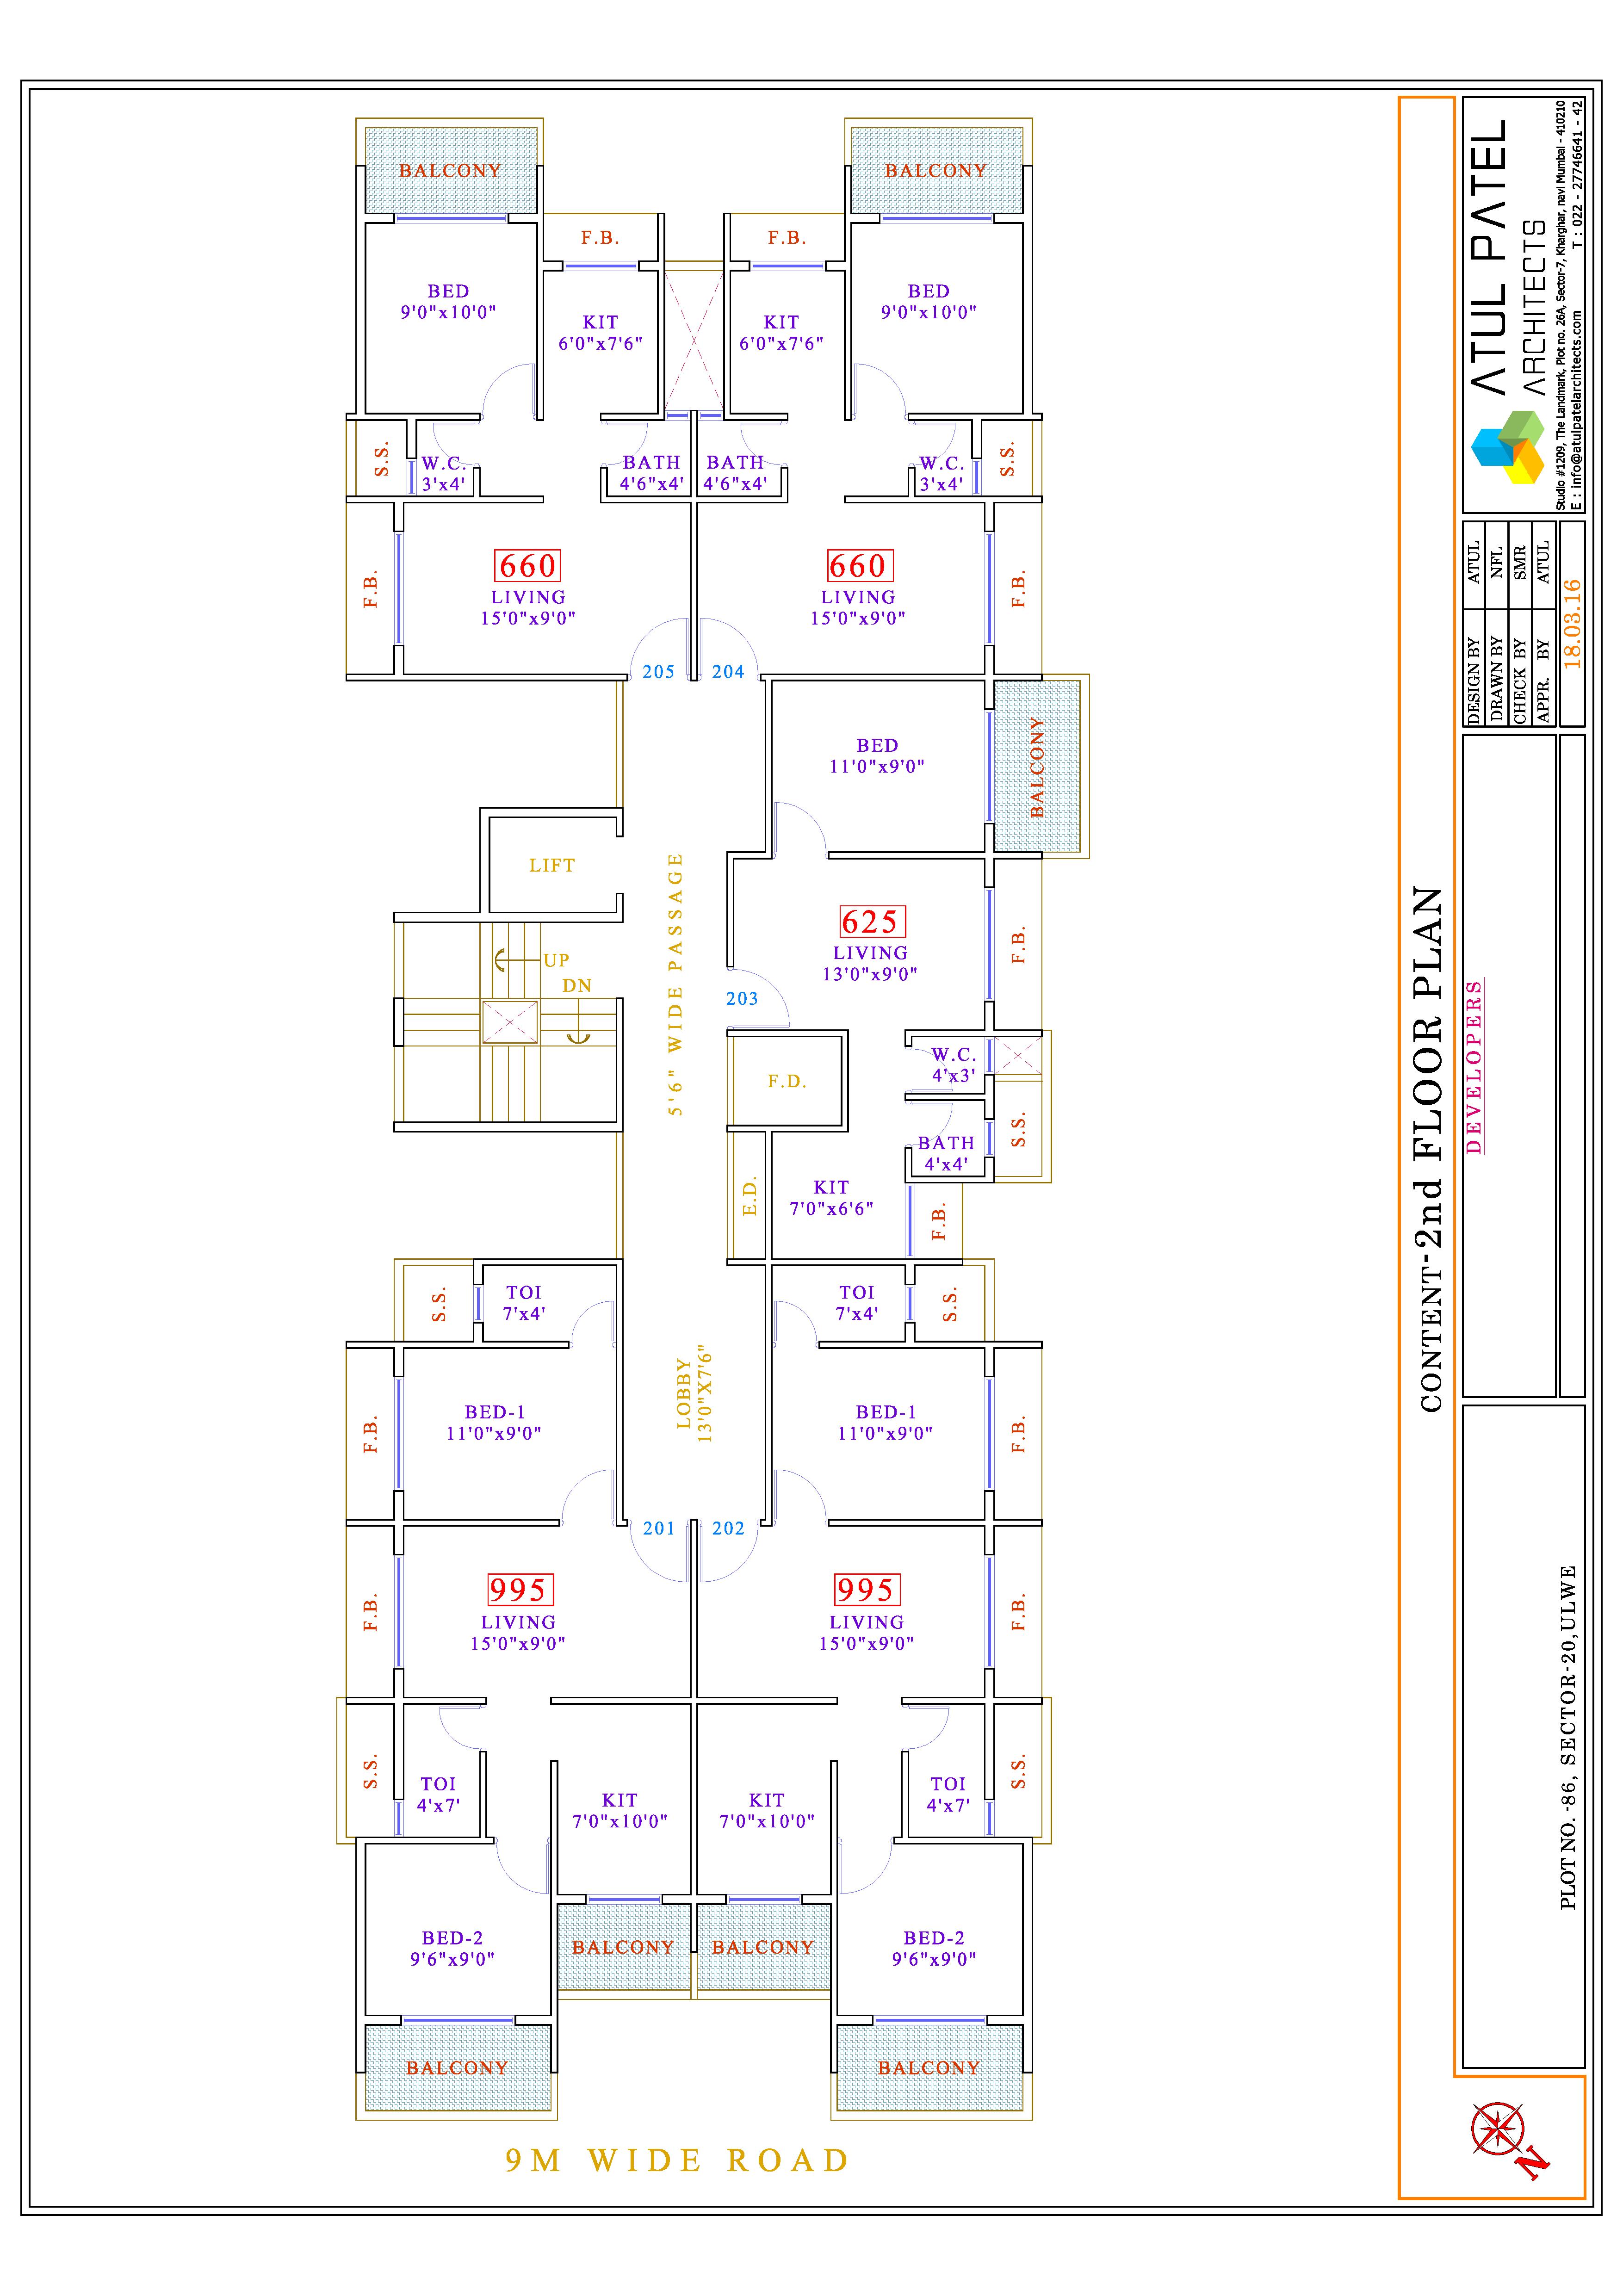 BALCONY
BALCONY
F.B.
F.B.
BED
9'0"x10'0"
KIT
6'0"x7'6"
KIT
6'0"x7'6"
BED
9'0"x10'0"
S.S.
W.C.
3'x4'
BATH
4'6"x4'
BATH
4'6"x4'
W.C.
3'x4'
S.S.
F.B.
660
LIVING
15'0"x9'0"
660
LIVING
15'0"x9'0"
F.B.
205
204
BED
11'0"x9'0"
BALCONY
LIFT
5'6" WIDE PASSAGE
625
LIVING
13'0"x9'0"
F.B.
UP
DN
203
F.D.
W.C.
4'x3'
BATH
4'x4'
S.S.
E.D.
KIT
7'0"x6'6"
F.B.
S.S.
TOI
7'x4'
TOI
7'x4'
S.S.
LOBBY
13'0"X7'6"
F.B.
BED-1
11'0"x9'0"
BED-1
11'0"x9'0"
F.B.
201
202
F.B.
995
LIVING
15'0"x9'0"
995
LIVING
15'0"x9'0"
F.B.
S.S.
TOI
4'x7'
KIT
7'0"x10'0"
KIT
7'0"x10'0"
TOI
4'x7'
S.S.
BED-2
9'6"x9'0"
BALCONY
BALCONY
BED-2
9'6"x9'0"
BALCONY
BALCONY
9M WIDE ROAD
CONTENT-2nd FLOOR PLAN
ATUL PATEL
ARCHITECTS
Studio #1209, The Landmark, Plot no. 26A, Sector-7, Kharghar, navi Mumbai - 410210
E : info@atulpatelarchitects.com T : 022 - 27746641 - 42
DESIGN BY ATUL
DRAWN BY NFL
CHECK BY SMR
APPR. BY ATUL
18.03.16
DEVELOPERS
PLOT NO. -86, SECTOR-20,ULWE
N